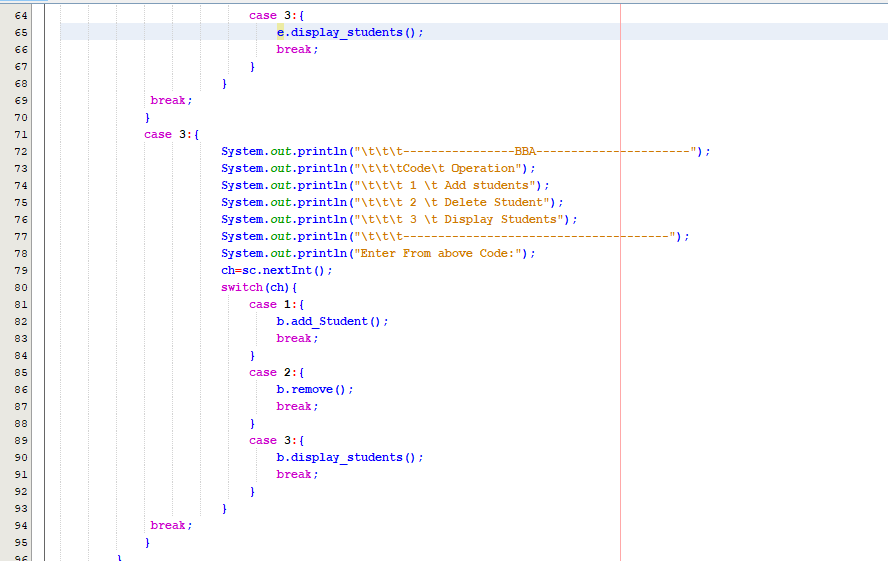 64 case 3:{
65 e.display_students();
66 break;
67 }
68 }
69 break;
70 }
71 case 3:{
72 System.out.println("\t\t\t----------------BBA----------------------");
73 System.out.println("\t\t\tCode\t Operation");
74 System.out.println("\t\t\t 1 \t Add students");
75 System.out.println("\t\t\t 2 \t Delete Student");
76 System.out.println("\t\t\t 3 \t Display Students");
77 System.out.println("\t\t\t--------------------------------------");
78 System.out.println("Enter From above Code:");
79 ch=sc.nextInt();
80 switch(ch){
81 case 1:{
82 b.add_Student();
83 break;
84 }
85 case 2:{
86 b.remove();
87 break;
88 }
89 case 3:{
90 b.display_students();
91 break;
92 }
93 }
94 break;
95 }
96 }